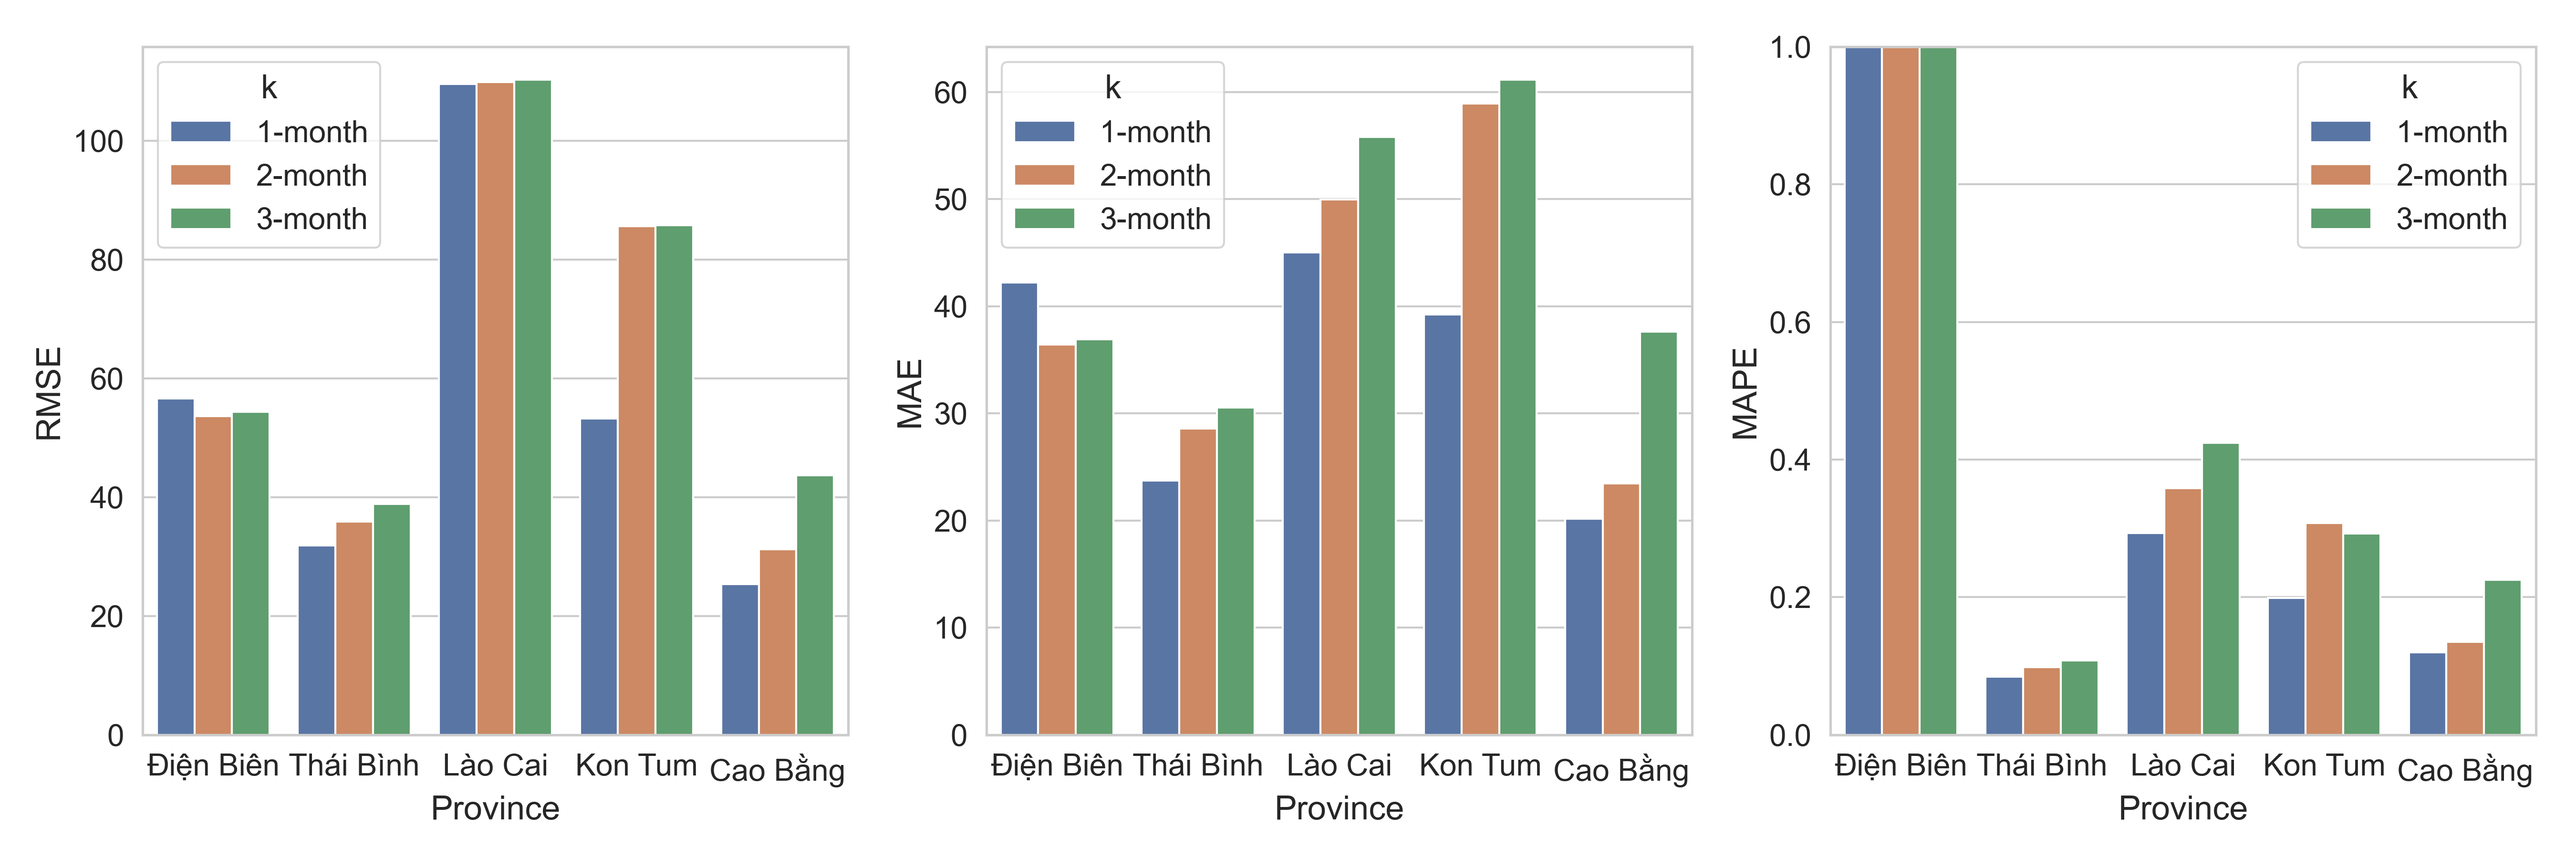 RMSE
100
80
60
40
20
0
k
1-month
2-month
3-month
Điện Biên Thái Bình Lào Cai Kon Tum Cao Bằng
Province
MAE
60
50
40
30
20
10
0
k
1-month
2-month
3-month
Điện Biên Thái Bình Lào Cai Kon Tum Cao Bằng
Province
MAPE
1.0
0.8
0.6
0.4
0.2
0.0
k
1-month
2-month
3-month
Điện Biên Thái Bình Lào Cai Kon Tum Cao Bằng
Province